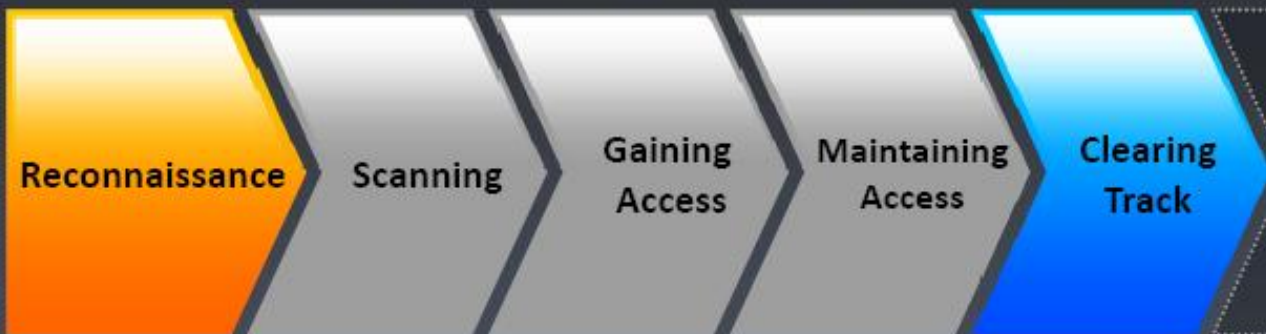 Reconnaissance
Scanning
Gaining
Access
Maintaining
Access
Clearing
Track